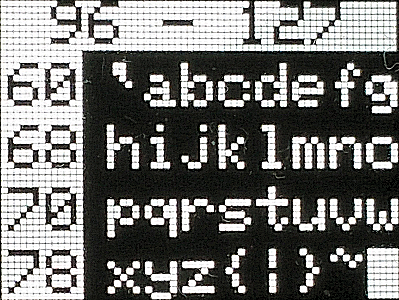 96 - 127
60 `abcdefg
68 hijklmno
70 pqrstuvw
78 xyz{|}~